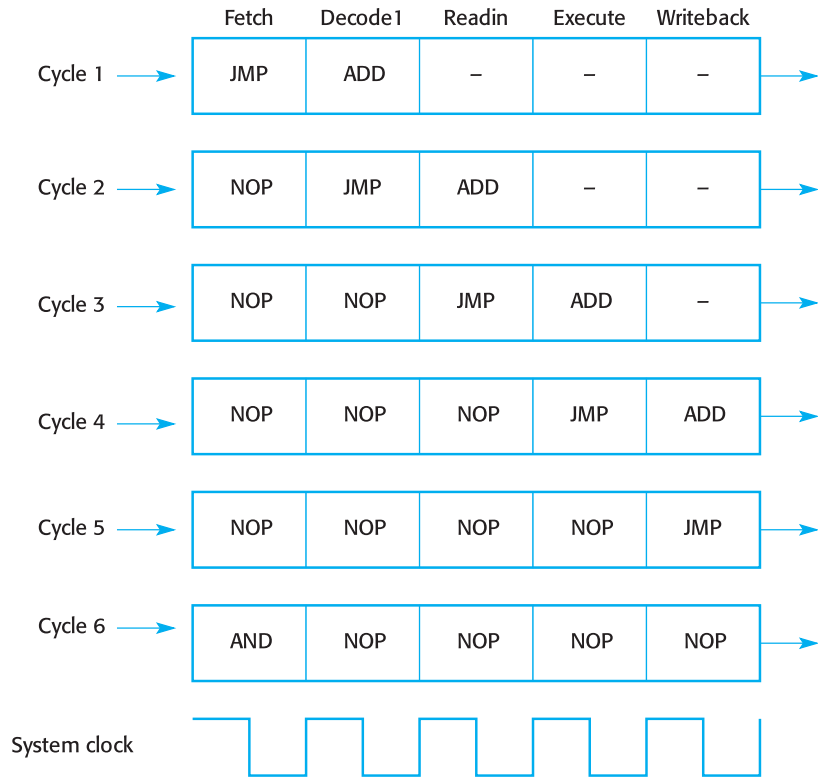 Fetch Decode1 Readin Execute Writeback
Cycle 1 JMP ADD – – –
Cycle 2 NOP JMP ADD – –
Cycle 3 NOP NOP JMP ADD –
Cycle 4 NOP NOP NOP JMP ADD
Cycle 5 NOP NOP NOP NOP JMP
Cycle 6 AND NOP NOP NOP NOP
System clock